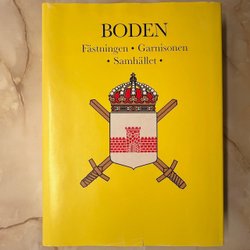 BODEN
Fästningen • Garnisonen
• Samhället •